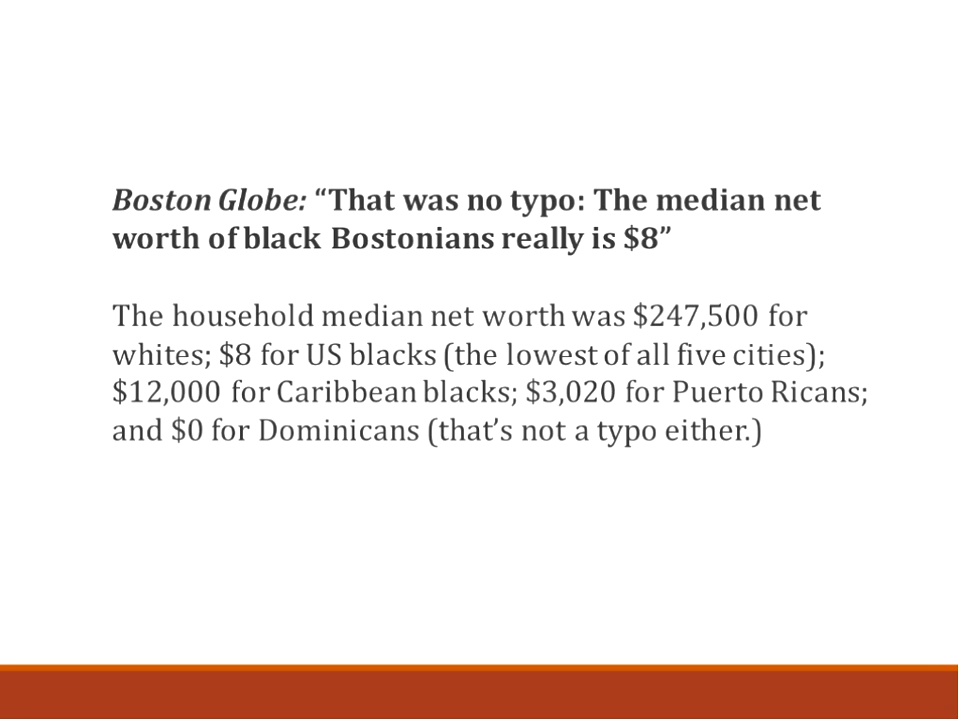 Boston Globe: “That was no typo: The median net
worth of black Bostonians really is $8”
The household median net worth was $247,500 for
whites; $8 for US blacks (the lowest of all five cities);
$12,000 for Caribbean blacks; $3,020 for Puerto Ricans;
and $0 for Dominicans (that’s not a typo either.)